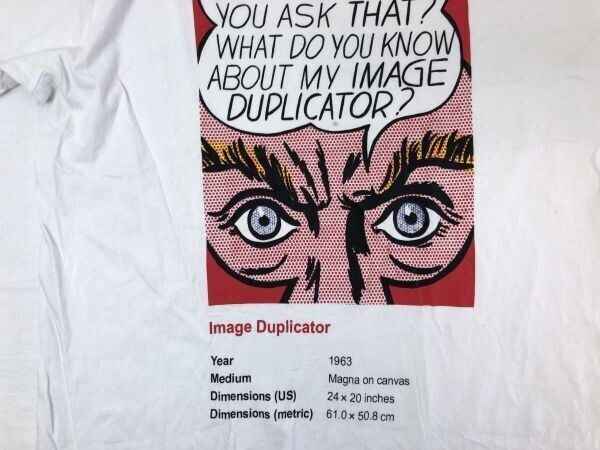 YOU ASK THAT?
WHAT DO YOU KNOW
ABOUT MY IMAGE
DUPLICATOR?
Image Duplicator
Year 1963
Medium Magna on canvas
Dimensions (US) 24 × 20 inches
Dimensions (metric) 61.0 × 50.8 cm